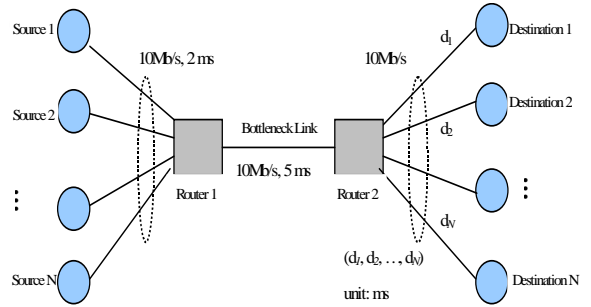 Source 1
10Mb/s, 2 ms
10Mb/s
d1
Destination 1
Source 2
Bottleneck Link
d2
Destination 2
10Mb/s, 5 ms
Router 1
Router 2
⋮
⋮
dN
(d1, d2, …, dN)
unit: ms
Source N
Destination N